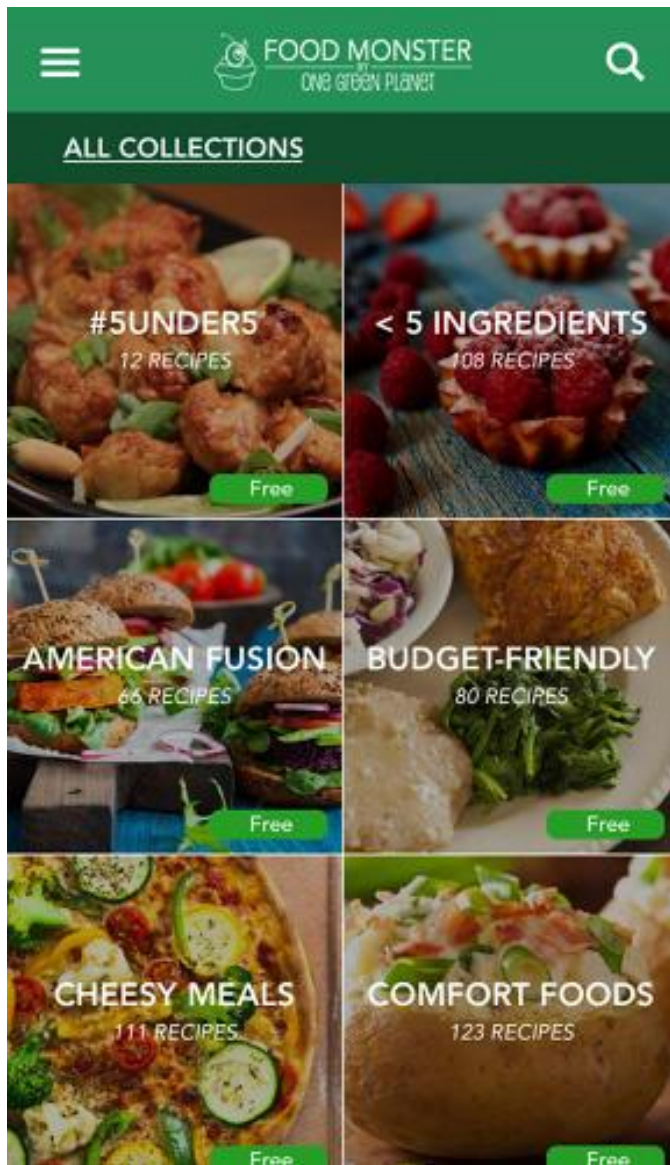 FOOD MONSTER
BY
ONE GREEN PLANET
ALL COLLECTIONS
#5UNDER5
12 RECIPES
< 5 INGREDIENTS
108 RECIPES
Free
Free
AMERICAN FUSION
66 RECIPES
BUDGET-FRIENDLY
80 RECIPES
Free
Free
CHEESY MEALS
111 RECIPES
COMFORT FOODS
123 RECIPES
Free
Free